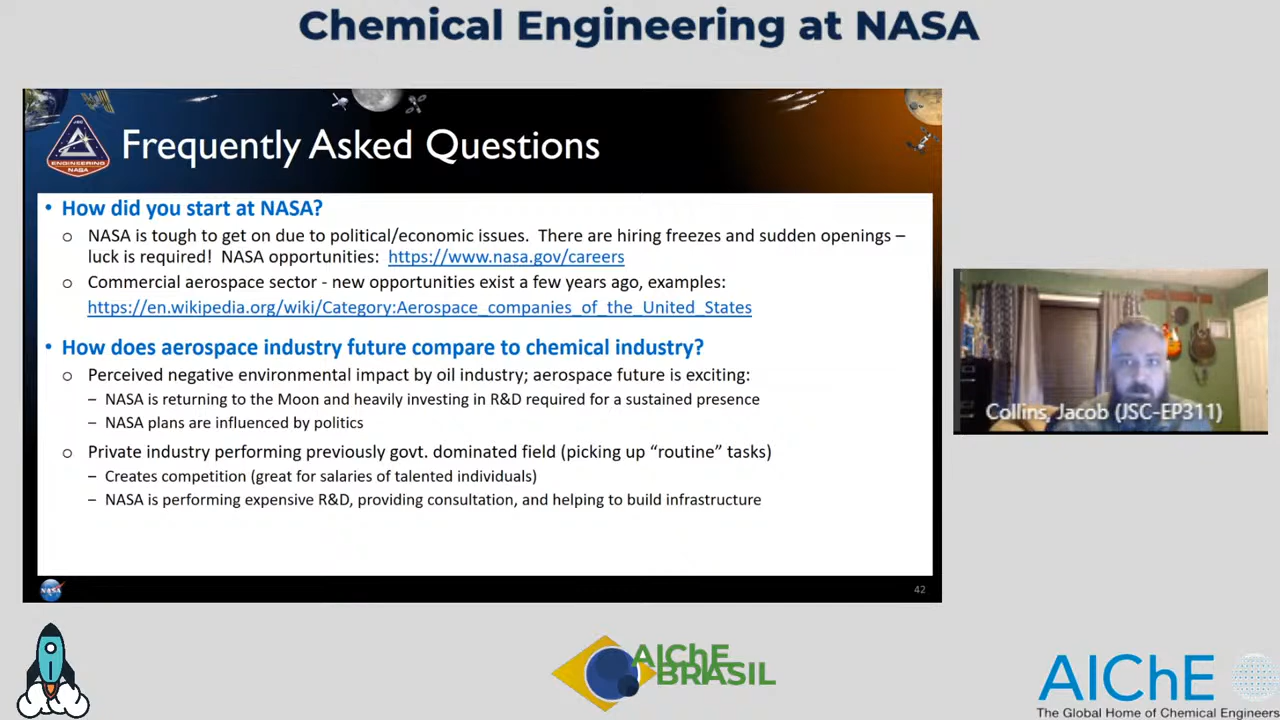 Chemical Engineering at NASA
JSC
ENGINEERING
NASA
Frequently Asked Questions
• How did you start at NASA?
o NASA is tough to get on due to political/economic issues. There are hiring freezes and sudden openings –
luck is required! NASA opportunities: https://www.nasa.gov/careers
o Commercial aerospace sector - new opportunities exist a few years ago, examples:
https://en.wikipedia.org/wiki/Category:Aerospace_companies_of_the_United_States
• How does aerospace industry future compare to chemical industry?
o Perceived negative environmental impact by oil industry; aerospace future is exciting:
– NASA is returning to the Moon and heavily investing in R&D required for a sustained presence
– NASA plans are influenced by politics
o Private industry performing previously govt. dominated field (picking up “routine” tasks)
– Creates competition (great for salaries of talented individuals)
– NASA is performing expensive R&D, providing consultation, and helping to build infrastructure
NASA
42
Collins, Jacob (JSC-EP311)
AIChE
BRASIL
AIChE
The Global Home of Chemical Engineers